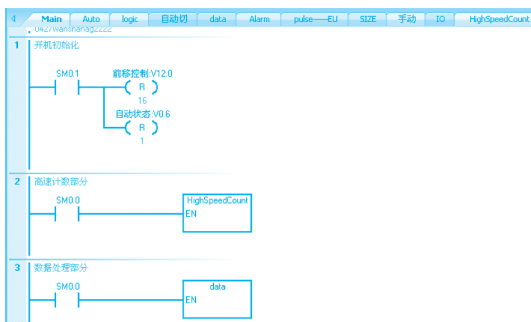 4 Main Auto logic 自动切 data Alarm pulse——EU SIZE 手动 IO HighSpeedCount
1 开机初始化
SM0.1 前移控制:V12.0
R
16
自动状态:V0.6
R
1
2 高速计数部分
SM0.0 HighSpeedCount
EN
3 数据处理部分
SM0.0 data
EN